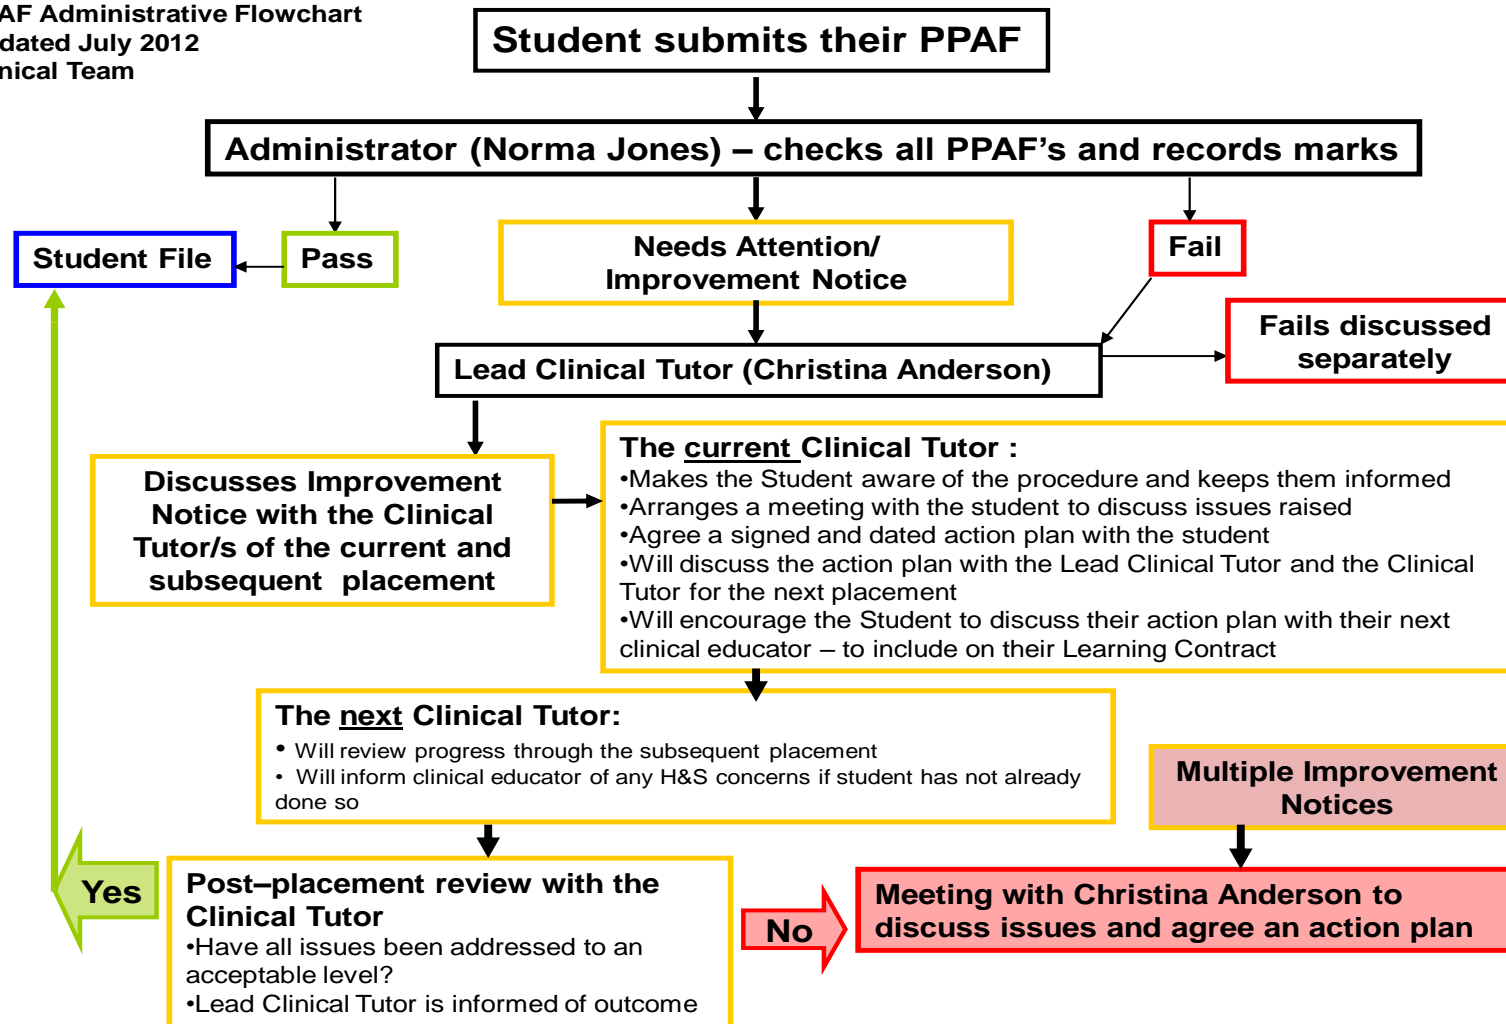 AF Administrative Flowchart
dated July 2012
nical Team
Student submits their PPAF
Administrator (Norma Jones) – checks all PPAF's and records marks
Student File
Pass
Needs Attention/
Improvement Notice
Fail
Fails discussed
separately
Lead Clinical Tutor (Christina Anderson)
Discusses Improvement
Notice with the Clinical
Tutor/s of the current and
subsequent placement
The current Clinical Tutor :
•Makes the Student aware of the procedure and keeps them informed
•Arranges a meeting with the student to discuss issues raised
•Agree a signed and dated action plan with the student
•Will discuss the action plan with the Lead Clinical Tutor and the Clinical
Tutor for the next placement
•Will encourage the Student to discuss their action plan with their next
clinical educator – to include on their Learning Contract
The next Clinical Tutor:
• Will review progress through the subsequent placement
• Will inform clinical educator of any H&S concerns if student has not already
done so
Multiple Improvement
Notices
Yes
Post–placement review with the
Clinical Tutor
•Have all issues been addressed to an
acceptable level?
•Lead Clinical Tutor is informed of outcome
No
Meeting with Christina Anderson to
discuss issues and agree an action plan